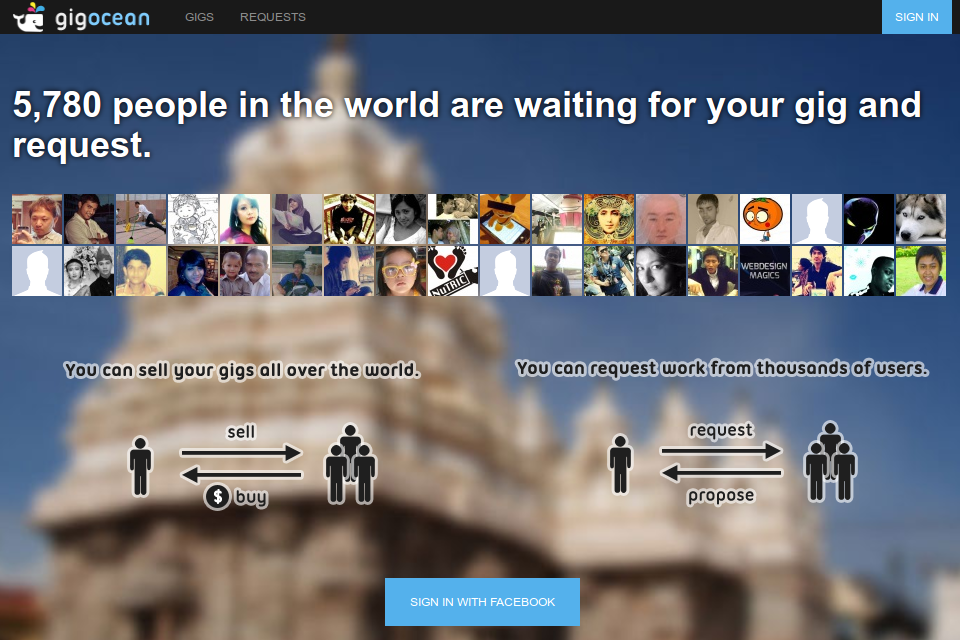 gigocean
GIGS
REQUESTS
SIGN IN
5,780 people in the world are waiting for your gig and
request.
NuTRIC
WEBDESIGN
MAGICS
You can sell your gigs all over the world.
You can request work from thousands of users.
sell
$ buy
request
propose
SIGN IN WITH FACEBOOK